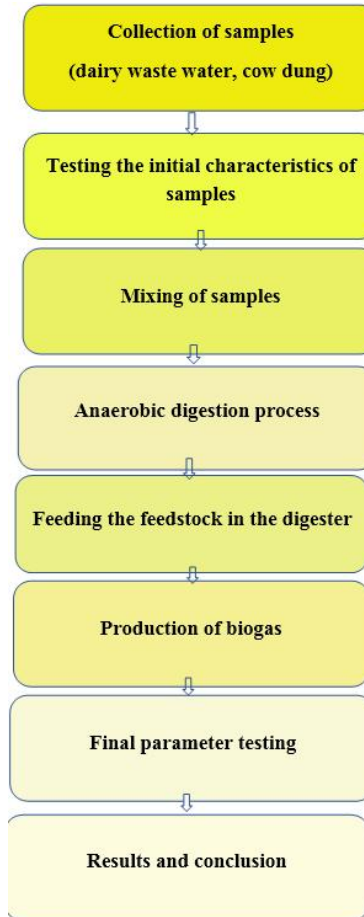 Collection of samples
(dairy waste water, cow dung)
Testing the initial characteristics of
samples
Mixing of samples
Anaerobic digestion process
Feeding the feedstock in the digester
Production of biogas
Final parameter testing
Results and conclusion